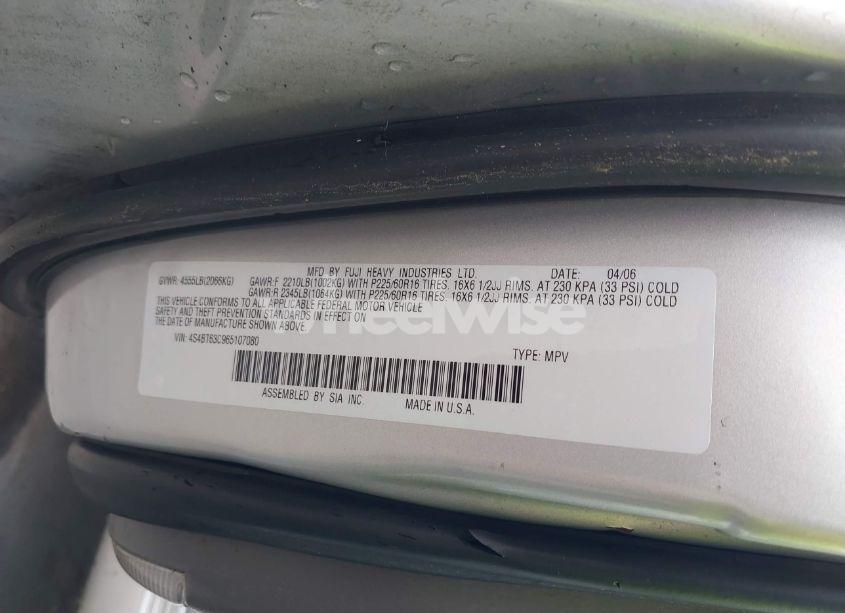 MFD BY FUJI HEAVY INDUSTRIES LTD. DATE: 04/06
GVWR: 4555LB(2066KG) GAWR:F 2210LB(1002KG) WITH P225/60R16 TIRES, 16X6 1/2JJ RIMS, AT 230 KPA (33 PSI) COLD
GAWR:R 2345LB(1064KG) WITH P225/60R16 TIRES, 16X6 1/2JJ RIMS, AT 230 KPA (33 PSI) COLD
THIS VEHICLE CONFORMS TO ALL APPLICABLE FEDERAL MOTOR VEHICLE
SAFETY AND THEFT PREVENTION STANDARDS IN EFFECT ON
THE DATE OF MANUFACTURE SHOWN ABOVE.
wheelwise
VIN: 4S4BT63C965107080 TYPE: MPV
ASSEMBLED BY SIA INC. MADE IN U.S.A.